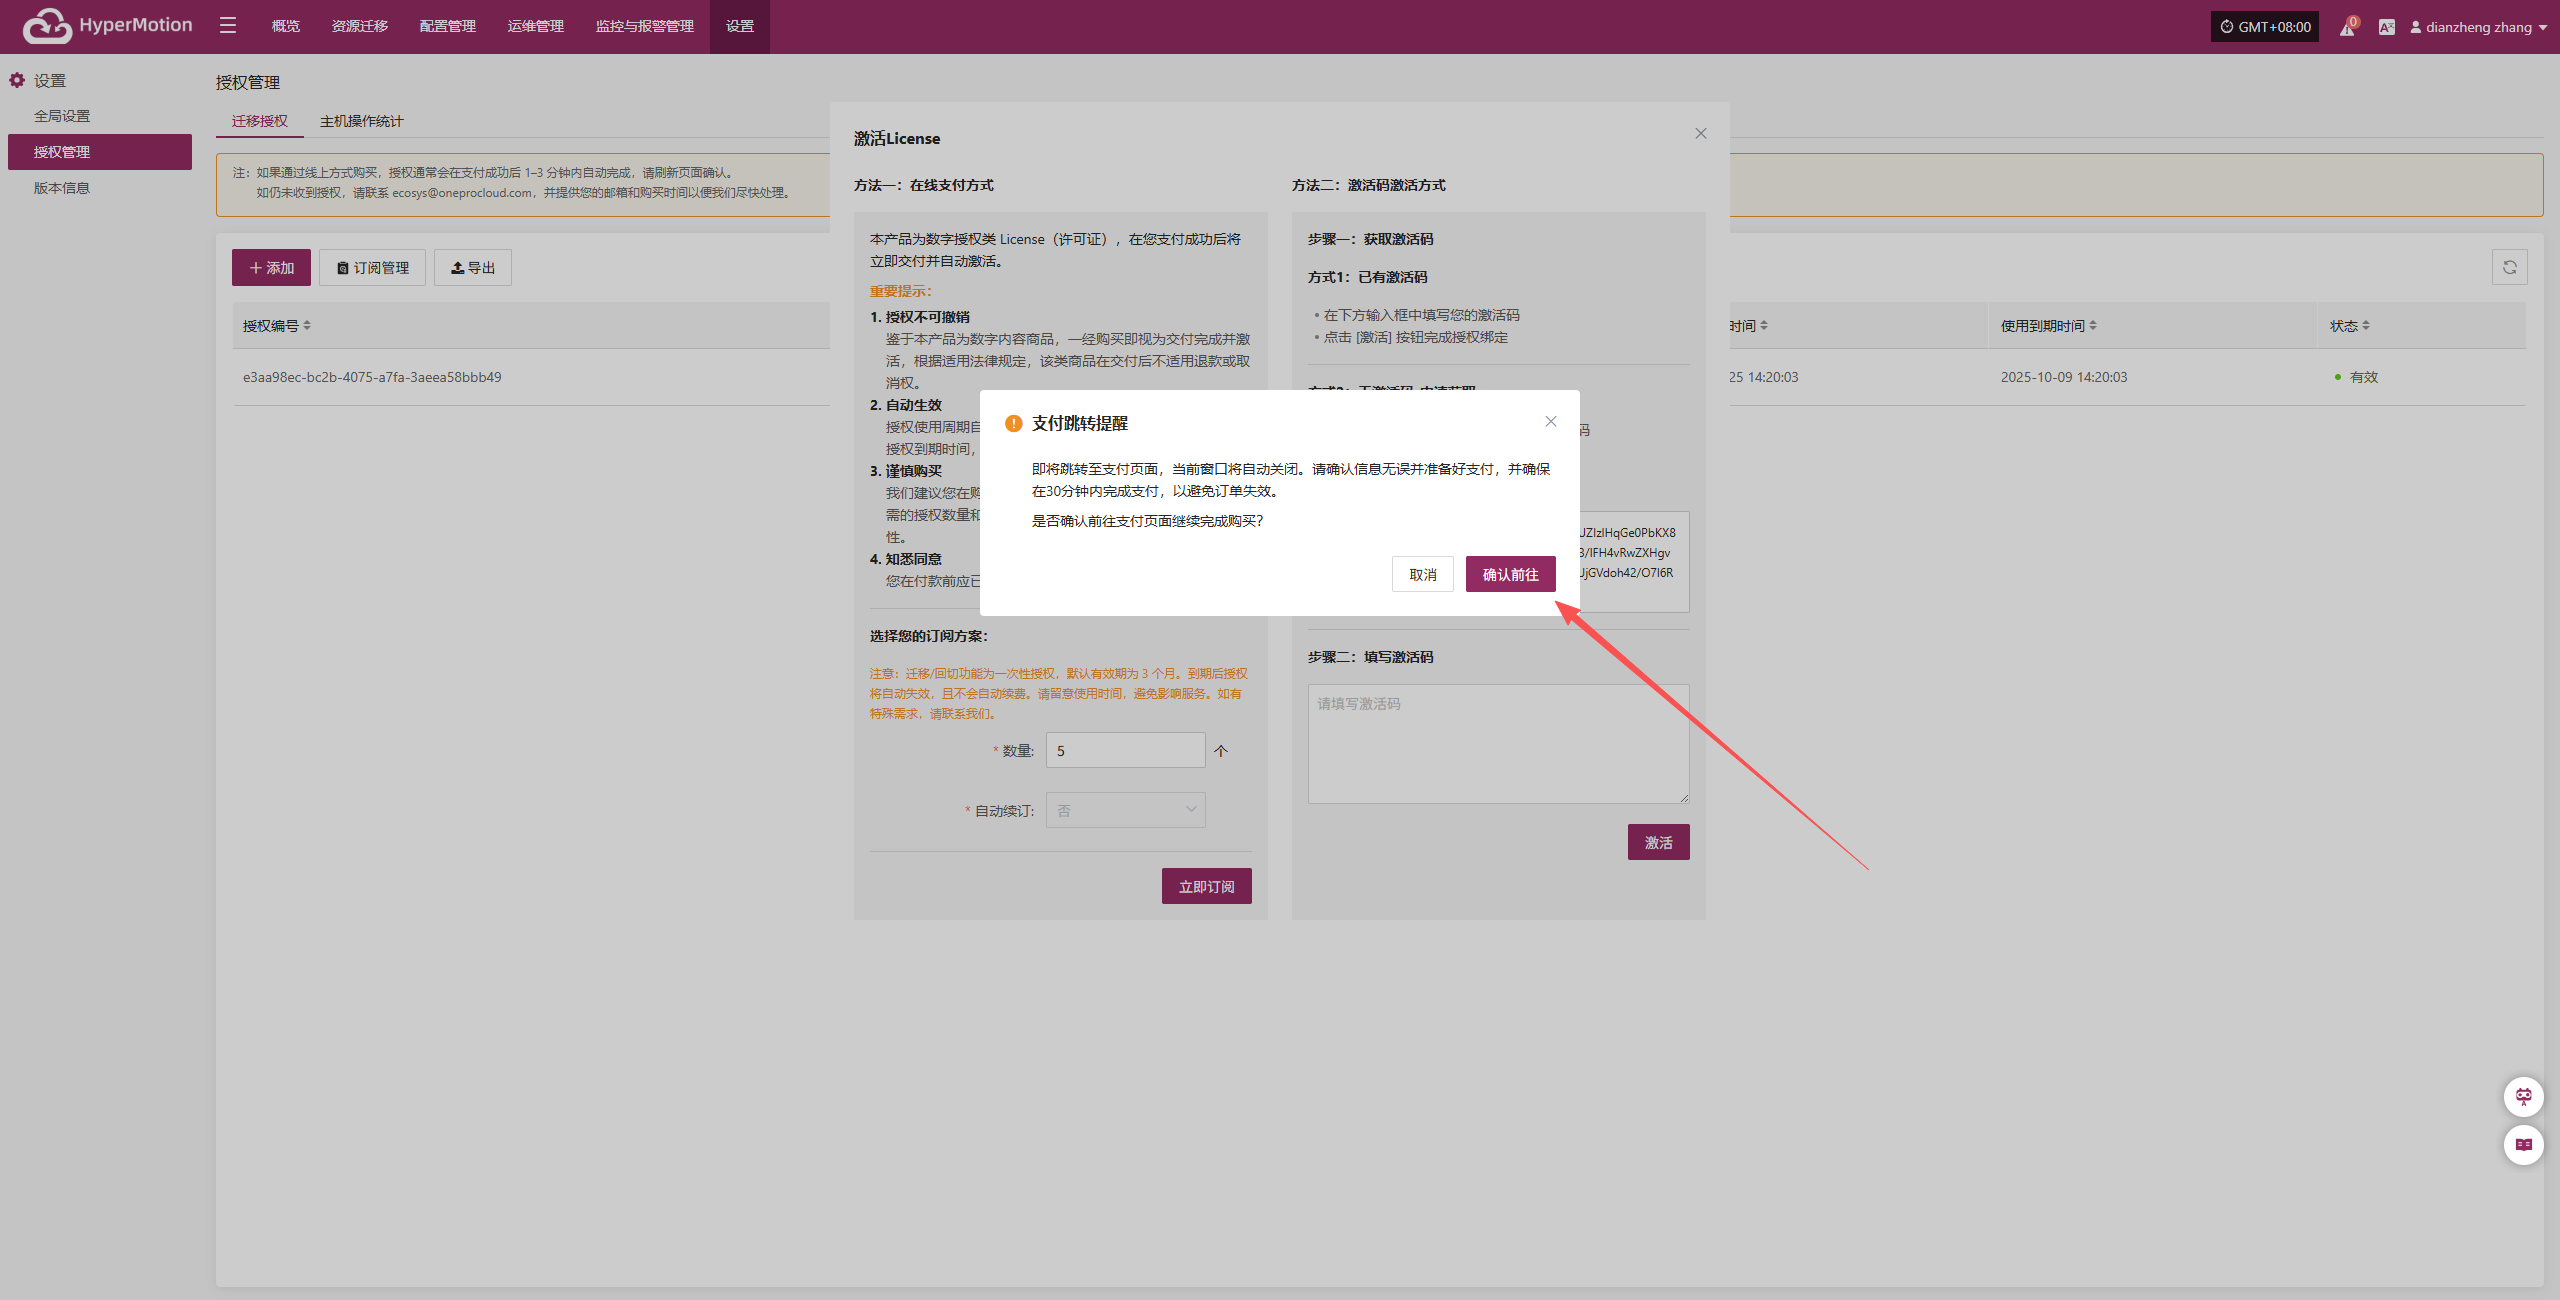 HyperMotion
概览
资源迁移
配置管理
运维管理
监控与报警管理
设置
GMT+08:00
0
dianzheng zhang
设置
全局设置
授权管理
版本信息
授权管理
迁移授权
主机操作统计
注：如果通过线上方式购买，授权通常会在支付成功后 1-3 分钟内自动完成，请刷新页面确认。
如仍未收到授权，请联系 ecosys@oneprocloud.com，并提供您的邮箱和购买时间以便我们尽快处理。
添加
订阅管理
导出
授权编号
时间
使用到期时间
状态
e3aa98ec-bc2b-4075-a7fa-3aeea58bbb49
25 14:20:03
2025-10-09 14:20:03
有效
激活License
方法一：在线支付方式
本产品为数字授权类 License（许可证），在您支付成功后将
立即交付并自动激活。
重要提示：
1. 授权不可撤销
鉴于本产品为数字内容商品，一经购买即视为交付完成并激
活，根据适用法律规定，该类商品在交付后不适用退款或取
消权。
2. 自动生效
授权使用周期自
授权到期时间，
3. 谨慎购买
我们建议您在购
需的授权数量和
性。
4. 知悉同意
您在付款前应已
选择您的订阅方案：
注意：迁移/回切功能为一次性授权，默认有效期为 3 个月。到期后授权
将自动失效，且不会自动续费。请留意使用时间，避免影响服务。如有
特殊需求，请联系我们。
* 数量：
5
个
* 自动续订：
否
立即订阅
方法二：激活码激活方式
步骤一：获取激活码
方式1：已有激活码
• 在下方输入框中填写您的激活码
• 点击 [激活] 按钮完成授权绑定
码
JZIzlHqGe0PbKX8
3/IFH4vRwZXHgv
JjGVdoh42/O7I6R
步骤二：填写激活码
请填写激活码
激活
支付跳转提醒
即将跳转至支付页面，当前窗口将自动关闭。请确认信息无误并准备好支付，并确保
在30分钟内完成支付，以避免订单失效。
是否确认前往支付页面继续完成购买？
取消
确认前往